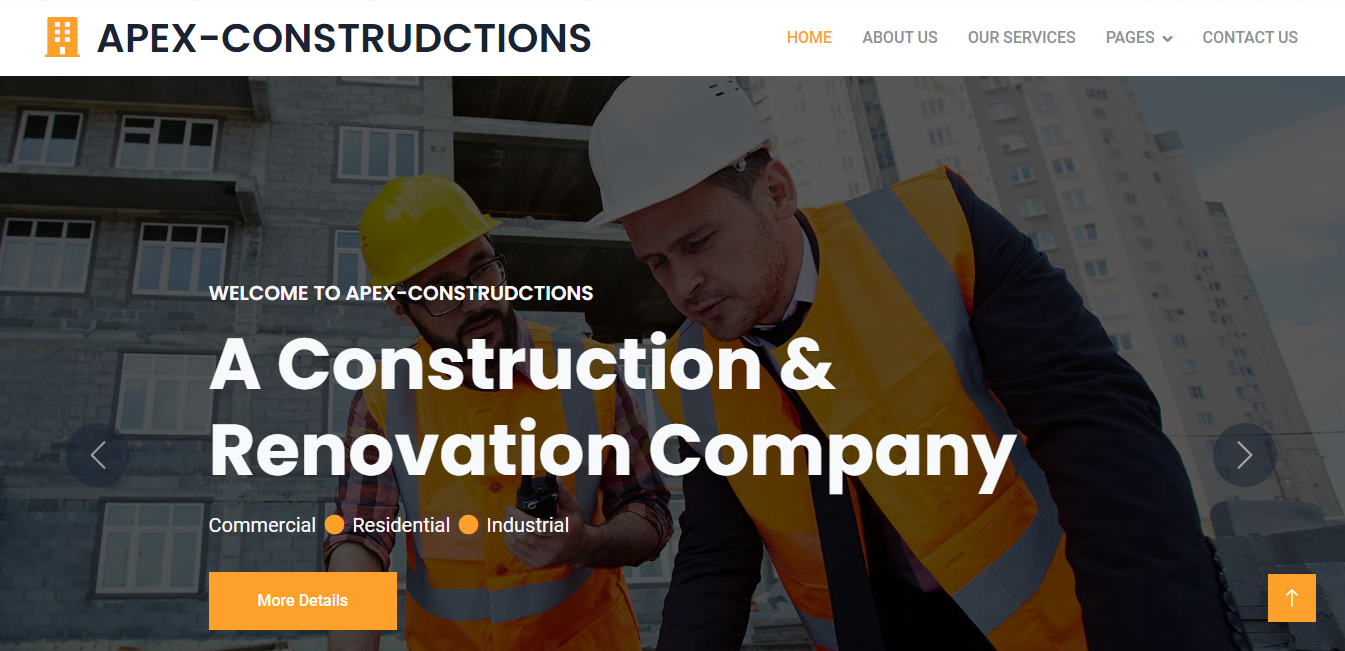 APEX-CONSTRUDCTIONS
HOME ABOUT US OUR SERVICES PAGES CONTACT US
WELCOME TO APEX-CONSTRUDCTIONS
A Construction &
Renovation Company
Commercial Residential Industrial
More Details